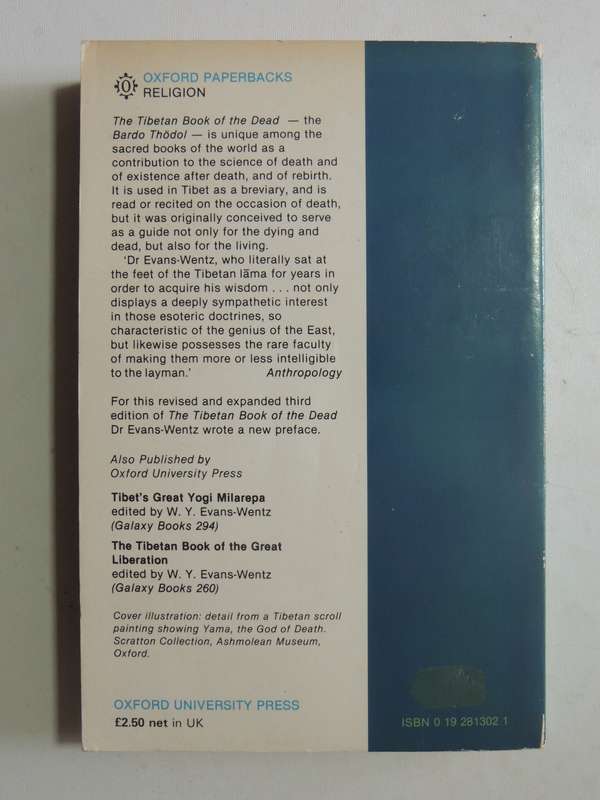 OXFORD PAPERBACKS
RELIGION
The Tibetan Book of the Dead — the
Bardo Thödol — is unique among the
sacred books of the world as a
contribution to the science of death and
of existence after death, and of rebirth.
It is used in Tibet as a breviary, and is
read or recited on the occasion of death,
but it was originally conceived to serve
as a guide not only for the dying and
dead, but also for the living.
‘Dr Evans-Wentz, who literally sat at
the feet of the Tibetan lāma for years in
order to acquire his wisdom . . . not only
displays a deeply sympathetic interest
in those esoteric doctrines, so
characteristic of the genius of the East,
but likewise possesses the rare faculty
of making them more or less intelligible
to the layman.’ Anthropology
For this revised and expanded third
edition of The Tibetan Book of the Dead
Dr Evans-Wentz wrote a new preface.
Also Published by
Oxford University Press
Tibet's Great Yogi Milarepa
edited by W. Y. Evans-Wentz
(Galaxy Books 294)
The Tibetan Book of the Great
Liberation
edited by W. Y. Evans-Wentz
(Galaxy Books 260)
Cover illustration: detail from a Tibetan scroll
painting showing Yama, the God of Death.
Scratton Collection, Ashmolean Museum,
Oxford.
OXFORD UNIVERSITY PRESS
£2.50 net in UK
ISBN 0 19 281302 1